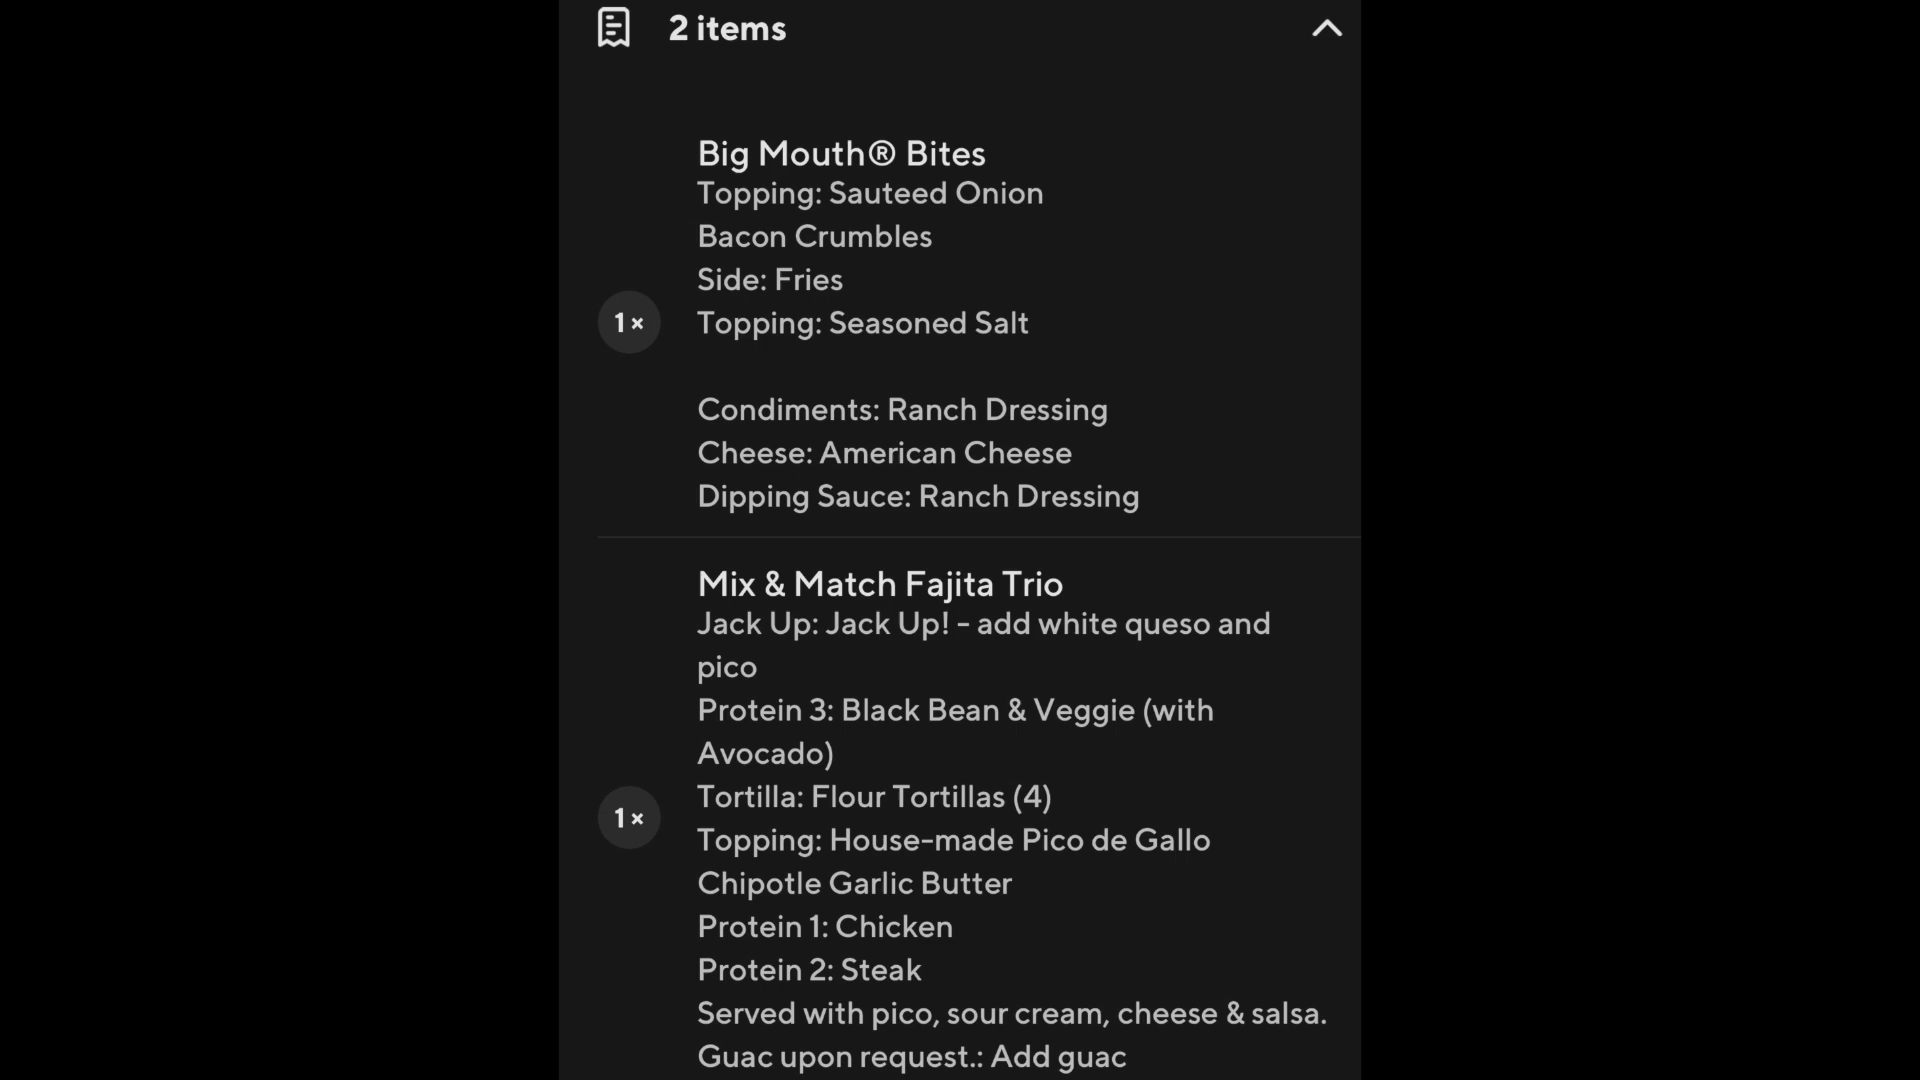 2 items
Big Mouth® Bites
Topping: Sauteed Onion
Bacon Crumbles
Side: Fries
1 ×
Topping: Seasoned Salt
Condiments: Ranch Dressing
Cheese: American Cheese
Dipping Sauce: Ranch Dressing
Mix & Match Fajita Trio
Jack Up: Jack Up! - add white queso and
pico
Protein 3: Black Bean & Veggie (with
Avocado)
Tortilla: Flour Tortillas (4)
1 ×
Topping: House-made Pico de Gallo
Chipotle Garlic Butter
Protein 1: Chicken
Protein 2: Steak
Served with pico, sour cream, cheese & salsa.
Guac upon request.: Add guac